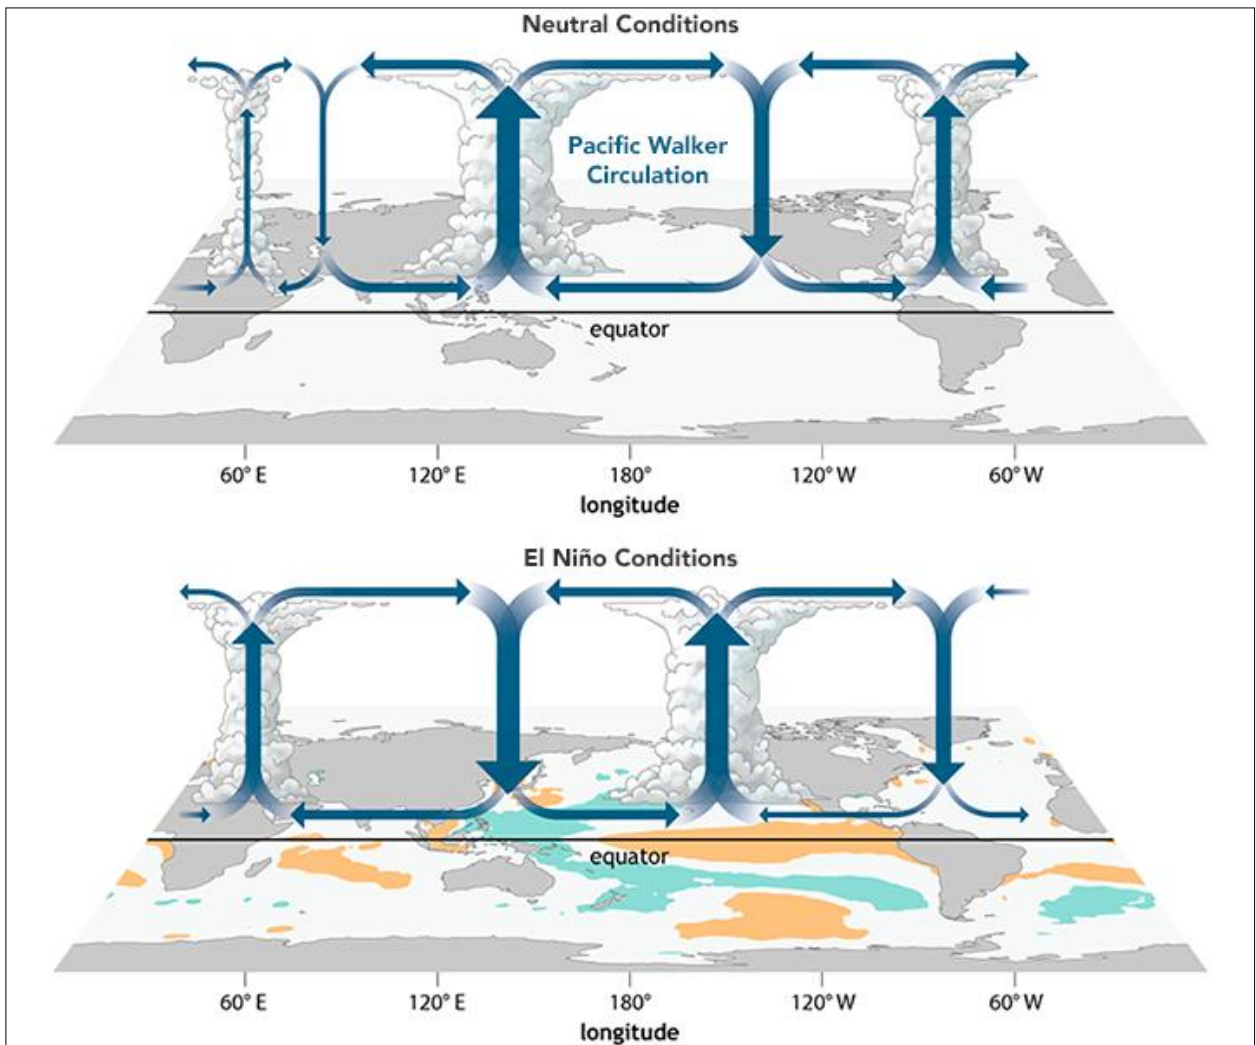 Neutral Conditions
Pacific Walker
Circulation
equator
60° E 120° E 180° 120° W 60° W
longitude
El Niño Conditions
equator
60° E 120° E 180° 120° W 60° W
longitude